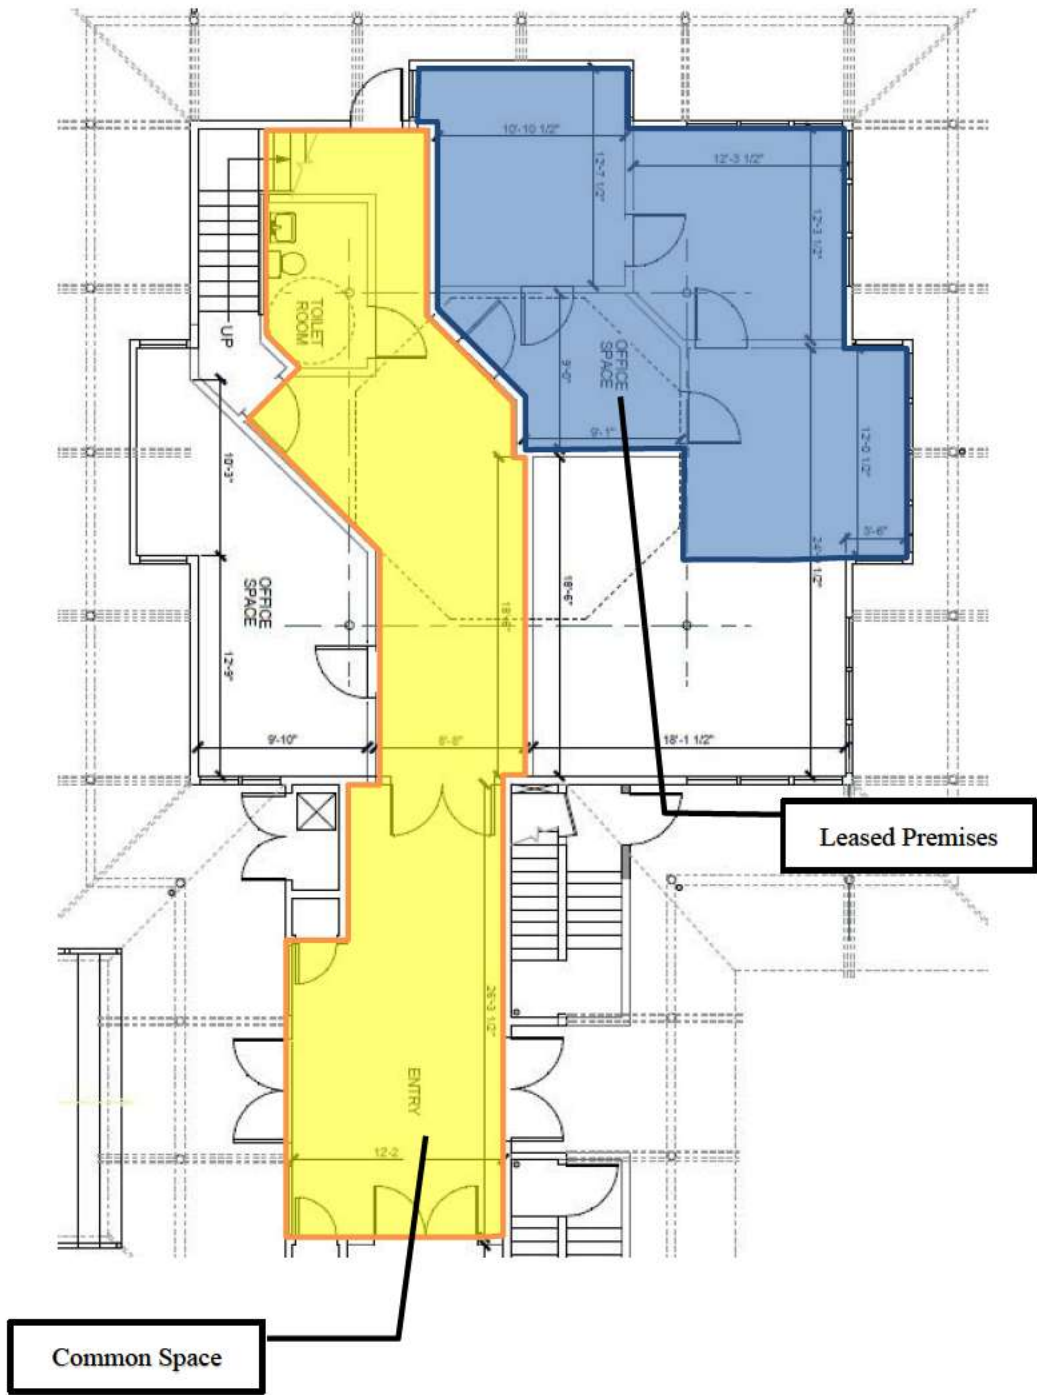 10'-10 1/2"
12'-3 1/2"
12'-7 1/2"
12'-3 1/2"
TOILET
ROOM
UP
OFFICE
SPACE
9'-0"
9'-1"
10'-3"
12'-0 1/2"
18'-6"
18'-6"
OFFICE
SPACE
12'-9"
9'-10"
8'-8"
18'-1 1/2"
Leased Premises
26'-3 1/2"
ENTRY
12'-2
Common Space